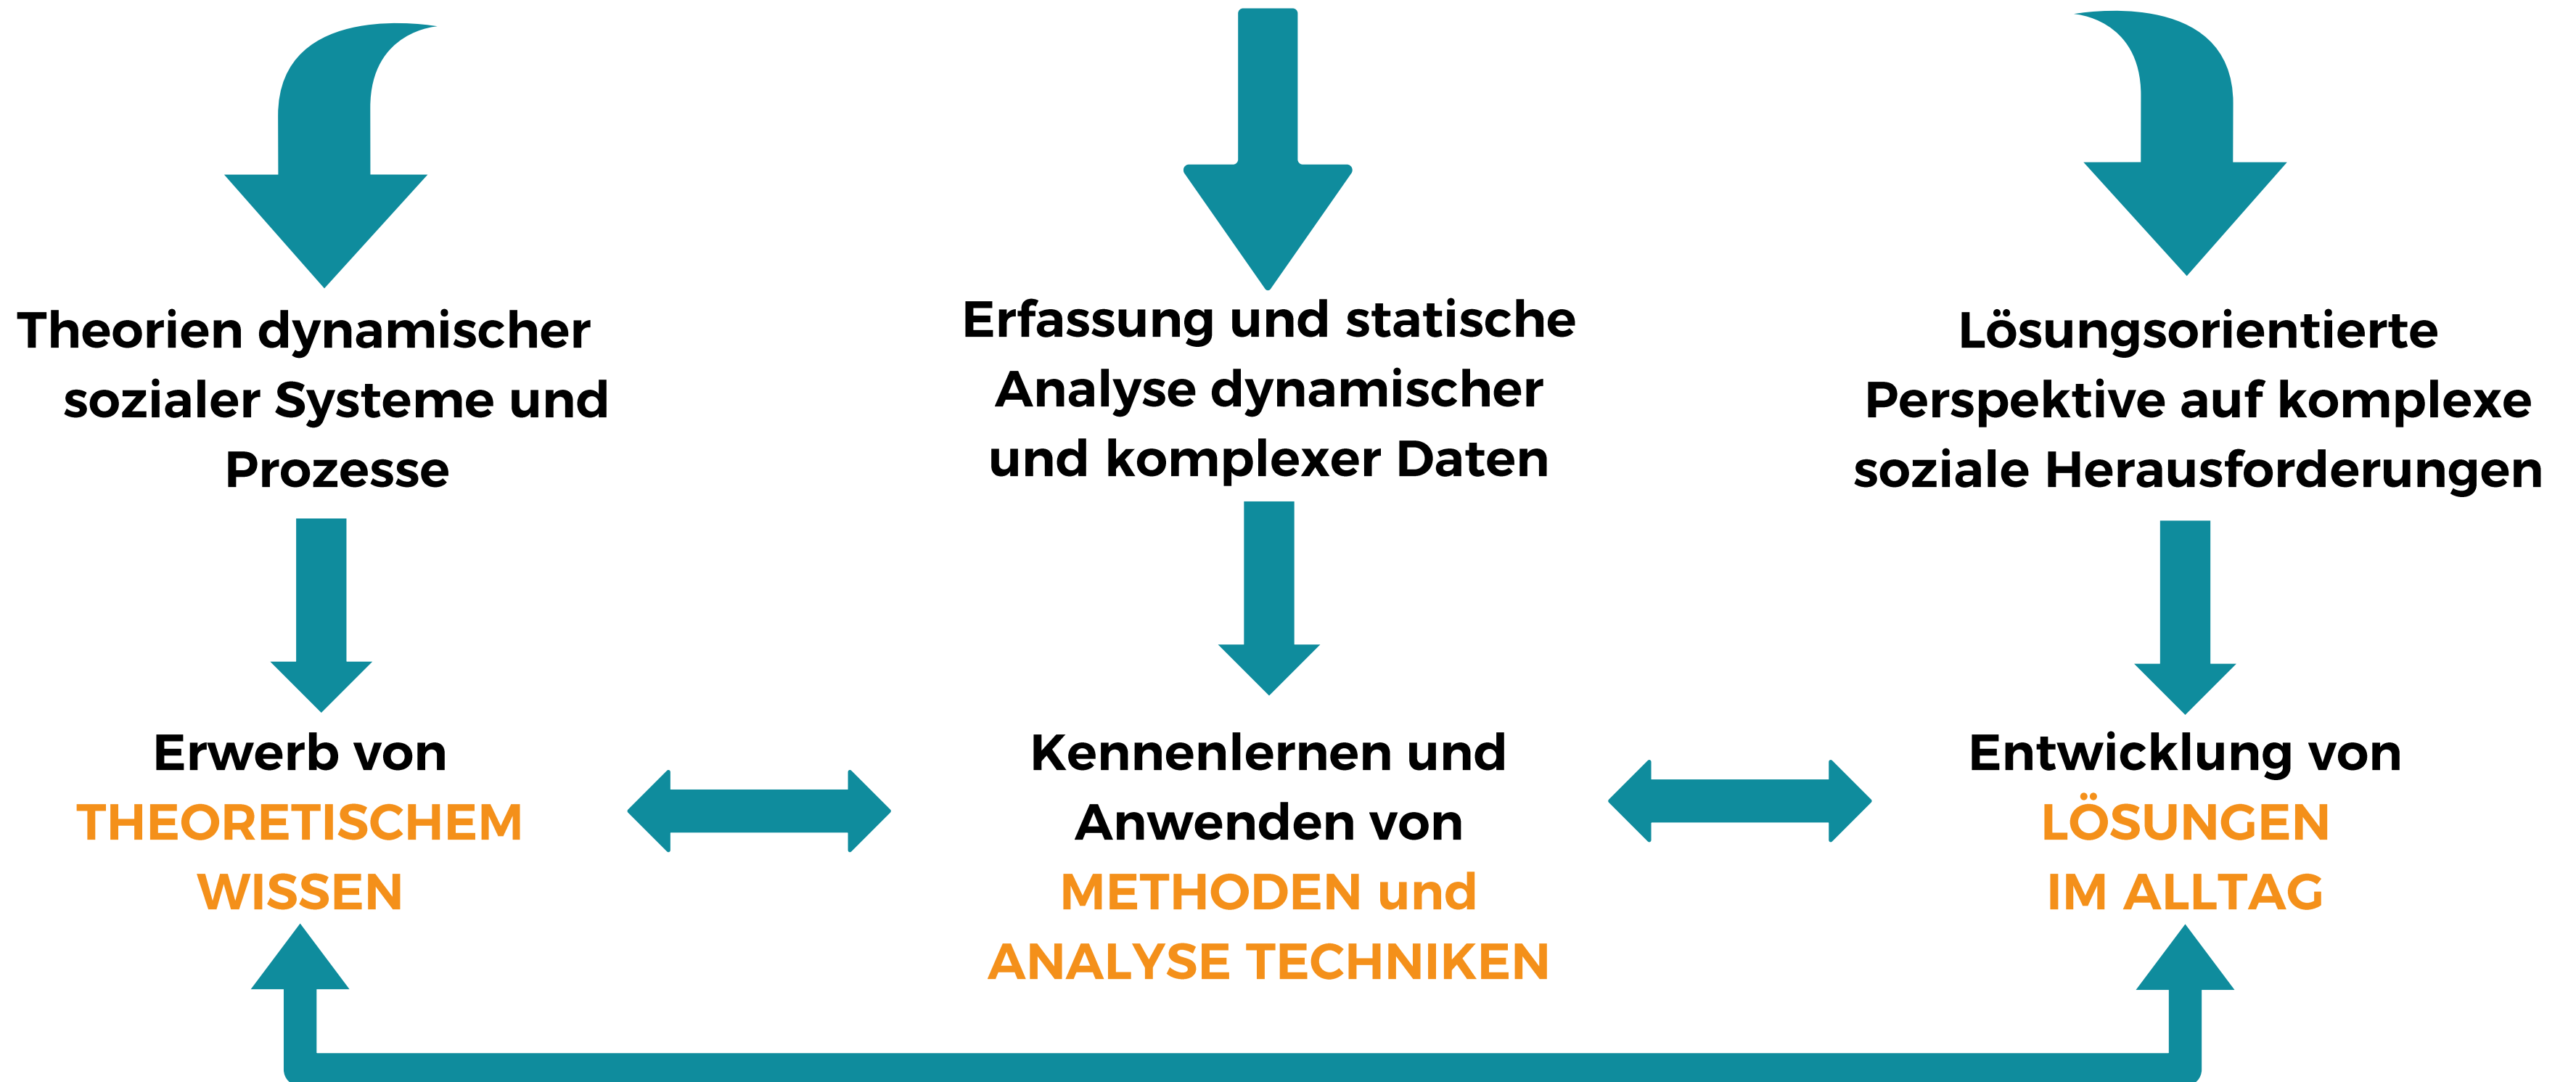 Theorien dynamischer
sozialer Systeme und
Prozesse
Erfassung und statische
Analyse dynamischer
und komplexer Daten
Lösungsorientierte
Perspektive auf komplexe
soziale Herausforderungen
Erwerb von
THEORETISCHEM
WISSEN
Kennenlernen und
Anwenden von
METHODEN und
ANALYSE TECHNIKEN
Entwicklung von
LÖSUNGEN
IM ALLTAG